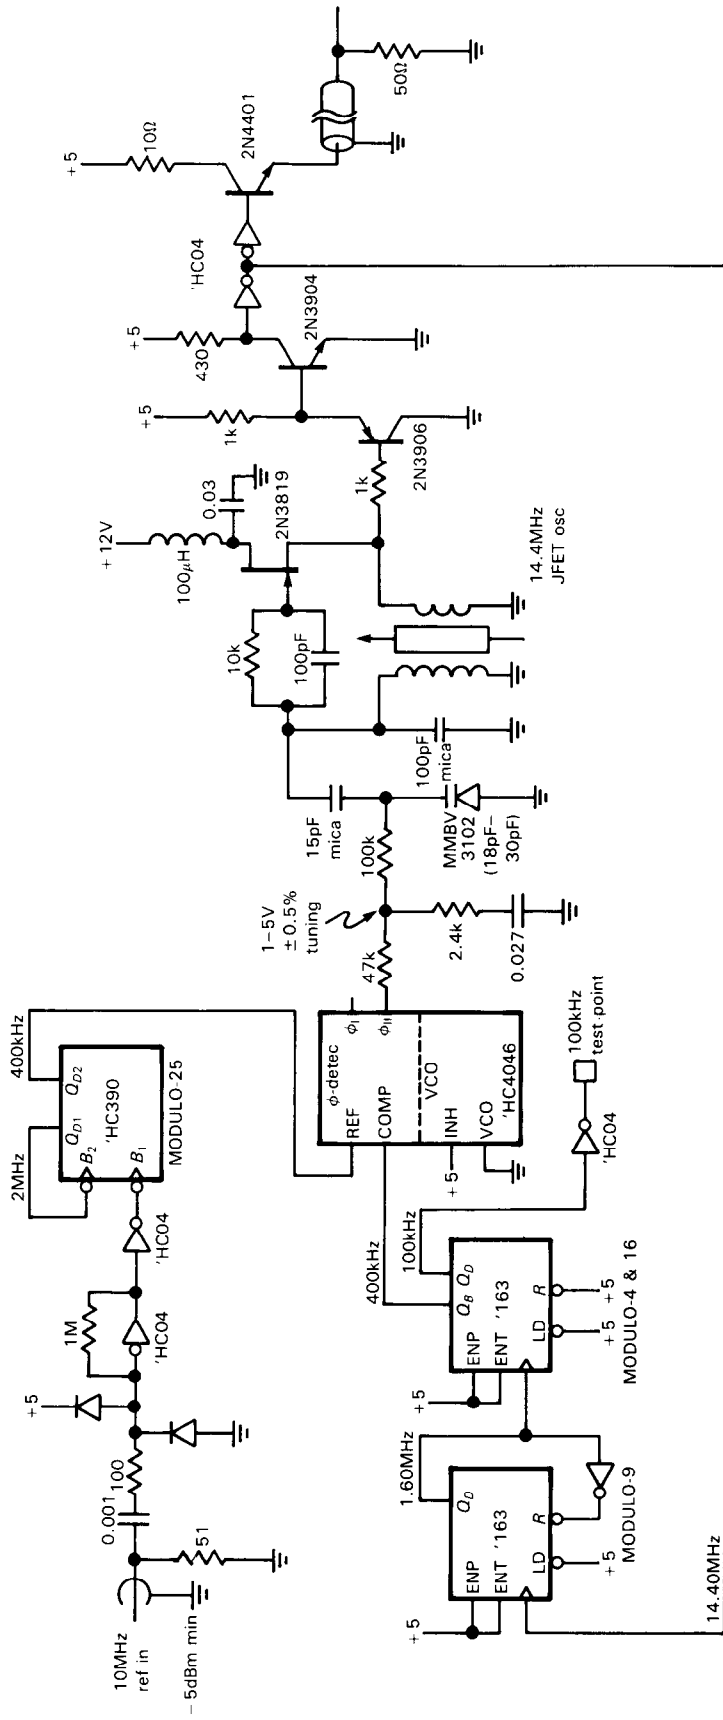 10MHz
ref in
– 5dBm min
51
0.001
100
+ 5
1M
'HC04
'HC04
B2
B1
QD1
QD2
'HC390
MODULO-25
2MHz
400kHz
φ-detec
REF
COMP
VCO
INH
VCO
'HC4046
φI
φII
+ 5
47k
1–5V
± 0.5%
tuning
2.4k
0.027
100k
15pF
mica
MMBV
3102
(18pF–
30pF)
100pF
mica
10k
100pF
+ 12V
100μH
0.03
2N3819
14.4MHz
JFET osc
1k
2N3906
+5
1k
2N3904
+ 5
430
'HC04
+ 5
10Ω
2N4401
50Ω
14.40MHz
+ 5
ENP
ENT
'163
QD
LD
R
+ 5
MODULO-9
1.60MHz
+ 5
ENP
ENT
'163
QB
QD
LD
R
+ 5
+ 5
MODULO-4 & 16
400kHz
100kHz
'HC04
100kHz
test point